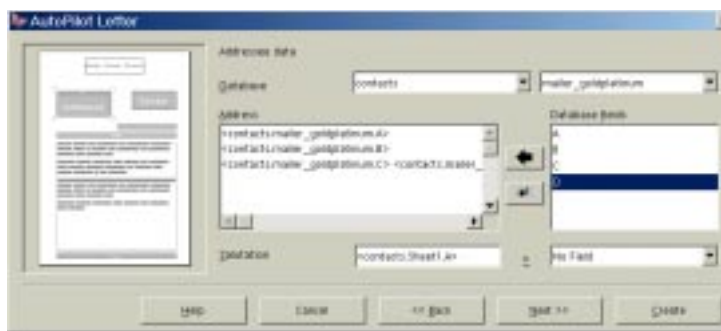 AutoPilot Letter
Addresses data
Database contacts mailer_goldplatinum
Address Database fields
<contacts.mailer_goldplatinum.A>
<contacts.mailer_goldplatinum.B>
<contacts.mailer_goldplatinum.C> <contacts.mailer_
A
B
C
D
Salutation <contacts.Sheet1.A> No Field
Help Cancel << Back Next >> Create